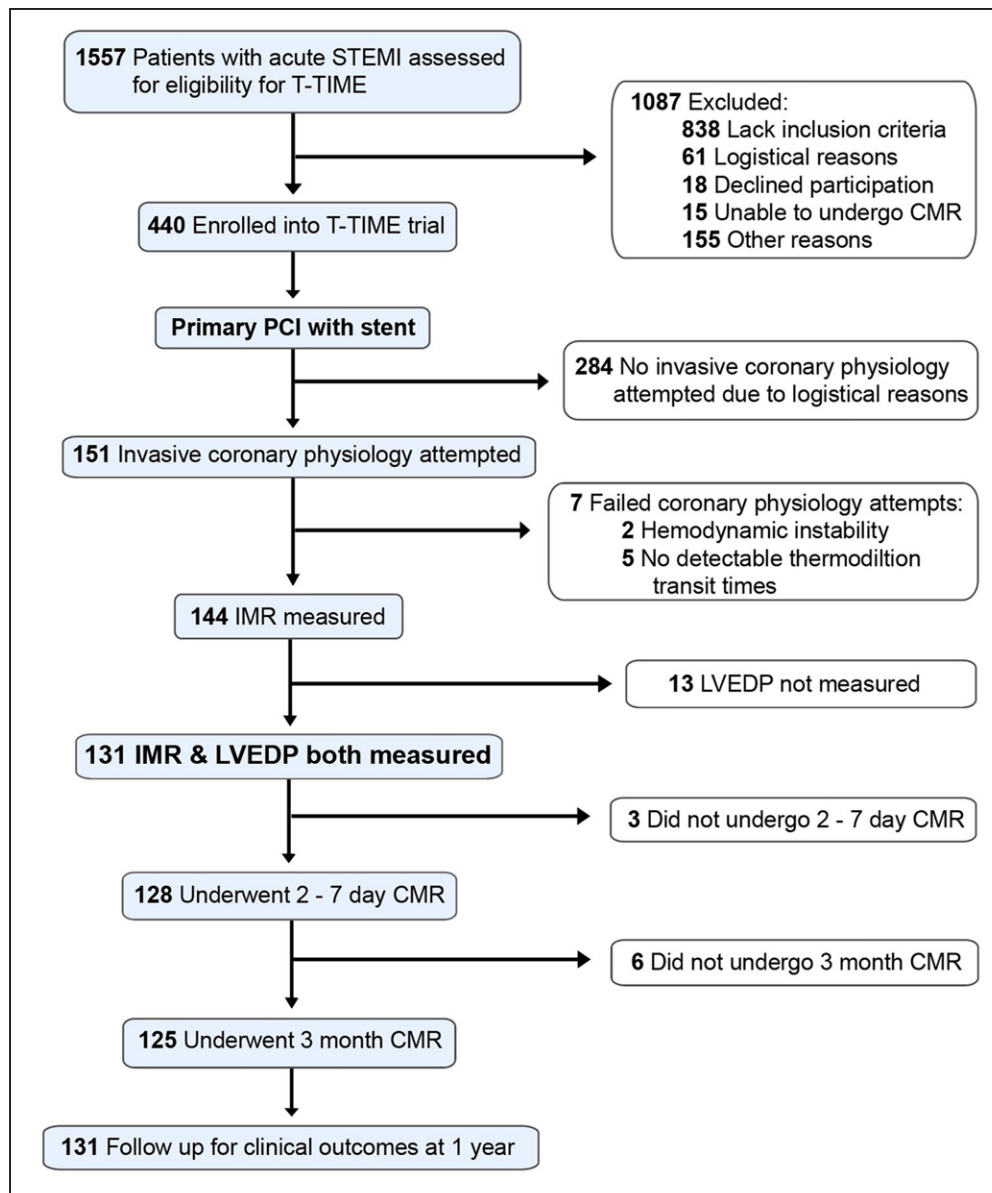 1557 Patients with acute STEMI assessed
for eligibility for T-TIME
1087 Excluded:
838 Lack inclusion criteria
61 Logistical reasons
18 Declined participation
15 Unable to undergo CMR
155 Other reasons
440 Enrolled into T-TIME trial
Primary PCI with stent
284 No invasive coronary physiology
attempted due to logistical reasons
151 Invasive coronary physiology attempted
7 Failed coronary physiology attempts:
2 Hemodynamic instability
5 No detectable thermodiltion
transit times
144 IMR measured
13 LVEDP not measured
131 IMR & LVEDP both measured
3 Did not undergo 2 - 7 day CMR
128 Underwent 2 - 7 day CMR
6 Did not undergo 3 month CMR
125 Underwent 3 month CMR
131 Follow up for clinical outcomes at 1 year